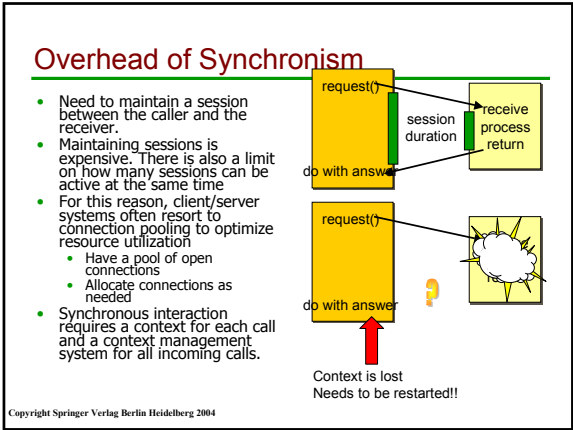 Overhead of Synchronism
• Need to maintain a session
between the caller and the
receiver.
• Maintaining sessions is
expensive. There is also a limit
on how many sessions can be
active at the same time
• For this reason, client/server
systems often resort to
connection pooling to optimize
resource utilization
• Have a pool of open
connections
• Allocate connections as
needed
• Synchronous interaction
requires a context for each call
and a context management
system for all incoming calls.
request()
session
duration
receive
process
return
do with answer
request()
do with answer
?
Context is lost
Needs to be restarted!!
Copyright Springer Verlag Berlin Heidelberg 2004